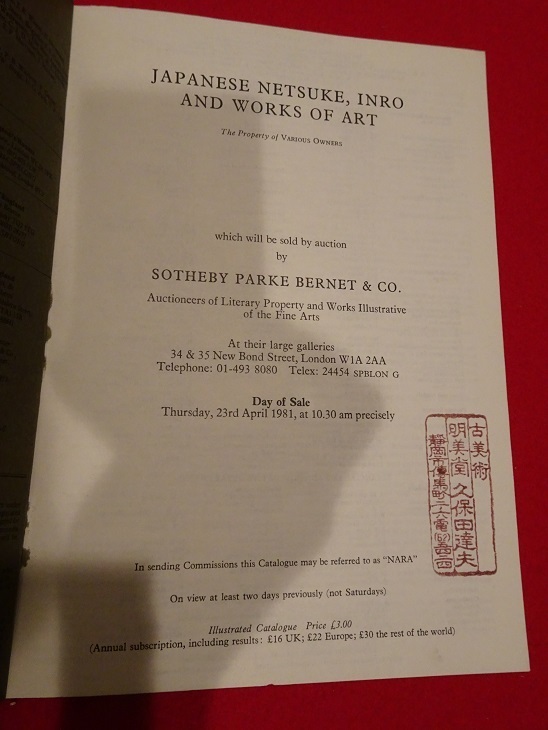 JAPANESE NETSUKE, INRO
AND WORKS OF ART
The Property of VARIOUS OWNERS
which will be sold by auction
by
SOTHEBY PARKE BERNET & CO.
Auctioneers of Literary Property and Works Illustrative
of the Fine Arts
At their large galleries
34 & 35 New Bond Street, London W1A 2AA
Telephone: 01-493 8080 Telex: 24454 SPBLON G
Day of Sale
Thursday, 23rd April 1981, at 10.30 am precisely
古美術
明美堂 久保田達夫
静岡市
In sending Commissions this Catalogue may be referred to as "NARA"
On view at least two days previously (not Saturdays)
Illustrated Catalogue Price £3.00
(Annual subscription, including results: £16 UK; £22 Europe; £30 the rest of the world)